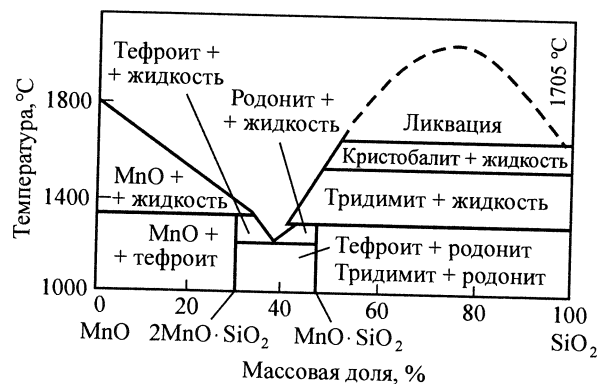 Температура, °С
1800
1400
1000
Тефроит +
+ жидкость
Родонит +
+ жидкость
1705 °С
Ликвация
Кристобалит + жидкость
MnO +
+ жидкость
Тридимит + жидкость
MnO +
+ тефроит
Тефроит + родонит
Тридимит + родонит
0 20 40 60 80 100
MnO 2MnO·SiO₂ MnO·SiO₂ SiO₂
Массовая доля, %